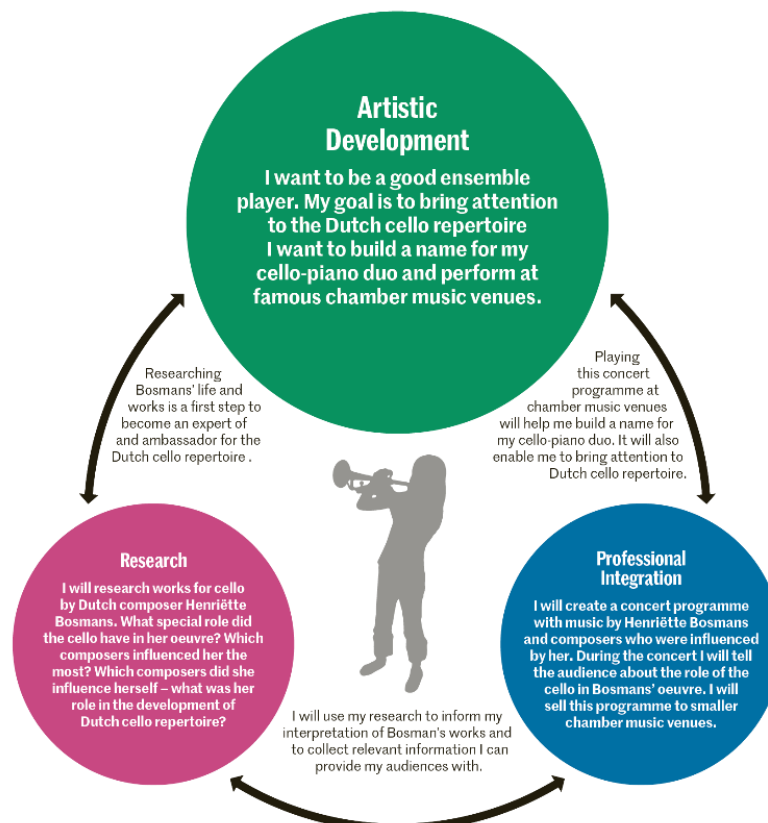 Artistic
Development
I want to be a good ensemble
player. My goal is to bring attention
to the Dutch cello repertoire
I want to build a name for my
cello-piano duo and perform at
famous chamber music venues.
Researching
Bosmans' life and
works is a first step to
become an expert of
and ambassador for the
Dutch cello repertoire .
Playing
this concert
programme at
chamber music venues
will help me build a name for
my cello-piano duo. It will also
enable me to bring attention to
Dutch cello repertoire.
Research
I will research works for cello
by Dutch composer Henriëtte
Bosmans. What special role did
the cello have in her oeuvre? Which
composers influenced her the
most? Which composers did she
influence herself – what was her
role in the development of
Dutch cello repertoire?
Professional
Integration
I will create a concert programme
with music by Henriëtte Bosmans
and composers who were influenced
by her. During the concert I will tell
the audience about the role of the
cello in Bosmans' oeuvre. I will
sell this programme to smaller
chamber music venues.
I will use my research to inform my
interpretation of Bosman's works and
to collect relevant information I can
provide my audiences with.